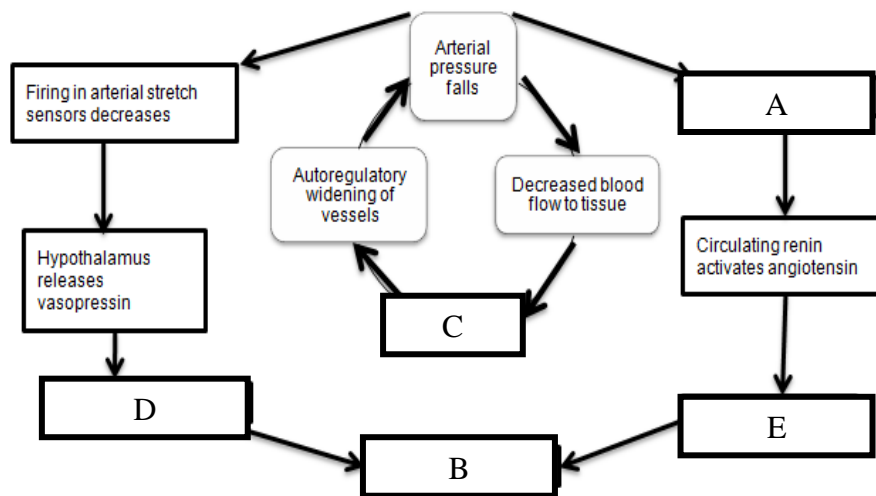 Arterial
pressure
falls
Firing in arterial stretch
sensors decreases
A
Autoregulatory
widening of
vessels
Decreased blood
flow to tissue
Hypothalamus
releases
vasopressin
Circulating renin
activates angiotensin
C
D
E
B